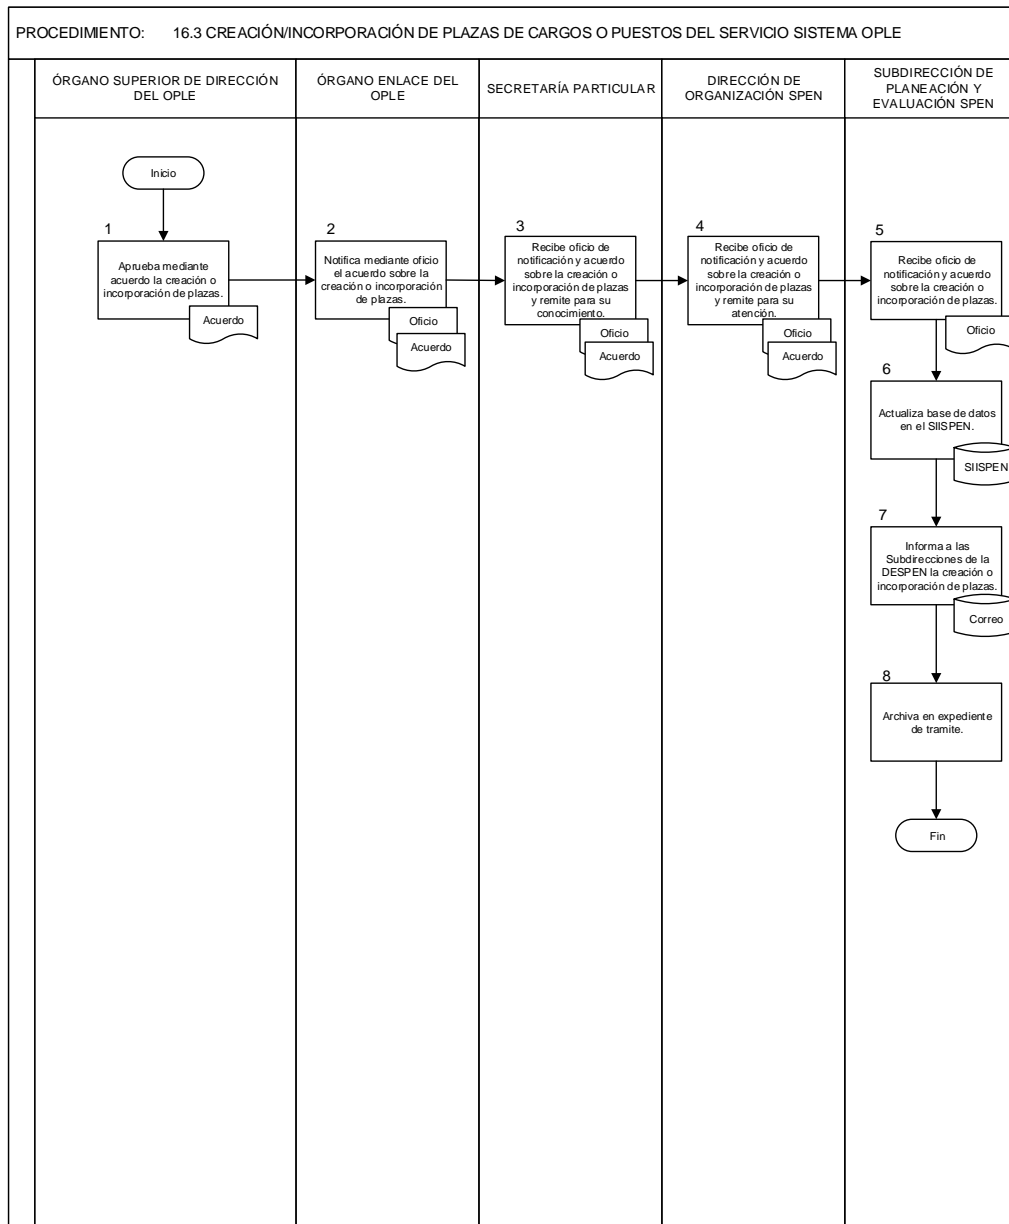 PROCEDIMIENTO: 16.3 CREACIÓN/INCORPORACIÓN DE PLAZAS DE CARGOS O PUESTOS DEL SERVICIO SISTEMA OPLE
ÓRGANO SUPERIOR DE DIRECCIÓN
DEL OPLE
ÓRGANO ENLACE DEL
OPLE
SECRETARÍA PARTICULAR
DIRECCIÓN DE
ORGANIZACIÓN SPEN
SUBDIRECCIÓN DE
PLANEACIÓN Y
EVALUACIÓN SPEN
Inicio
1
Aprueba mediante
acuerdo la creación o
incorporación de plazas.
Acuerdo
2
Notifica mediante oficio
el acuerdo sobre la
creación o incorporación
de plazas.
Oficio
Acuerdo
3
Recibe oficio de
notificación y acuerdo
sobre la creación o
incorporación de plazas
y remite para su
conocimiento.
Oficio
Acuerdo
4
Recibe oficio de
notificación y acuerdo
sobre la creación o
incorporación de plazas
y remite para su
atención.
Oficio
Acuerdo
5
Recibe oficio de
notificación y acuerdo
sobre la creación o
incorporación de plazas.
Oficio
6
Actualiza base de datos
en el SIISPEN.
SIISPEN
7
Informa a las
Subdirecciones de la
DESPEN la creación o
incorporación de plazas.
Correo
8
Archiva en expediente
de tramite.
Fin